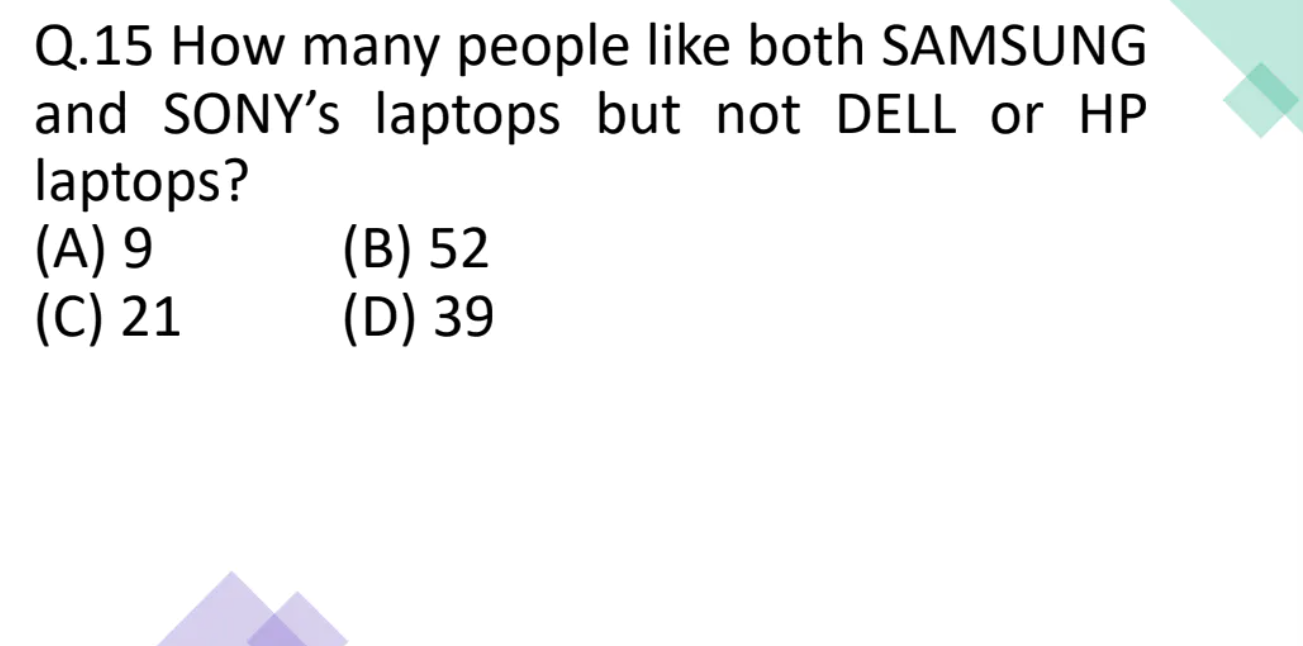 Q.15 How many people like both SAMSUNG
and SONY’s laptops but not DELL or HP
laptops?
(A) 9 (B) 52
(C) 21 (D) 39